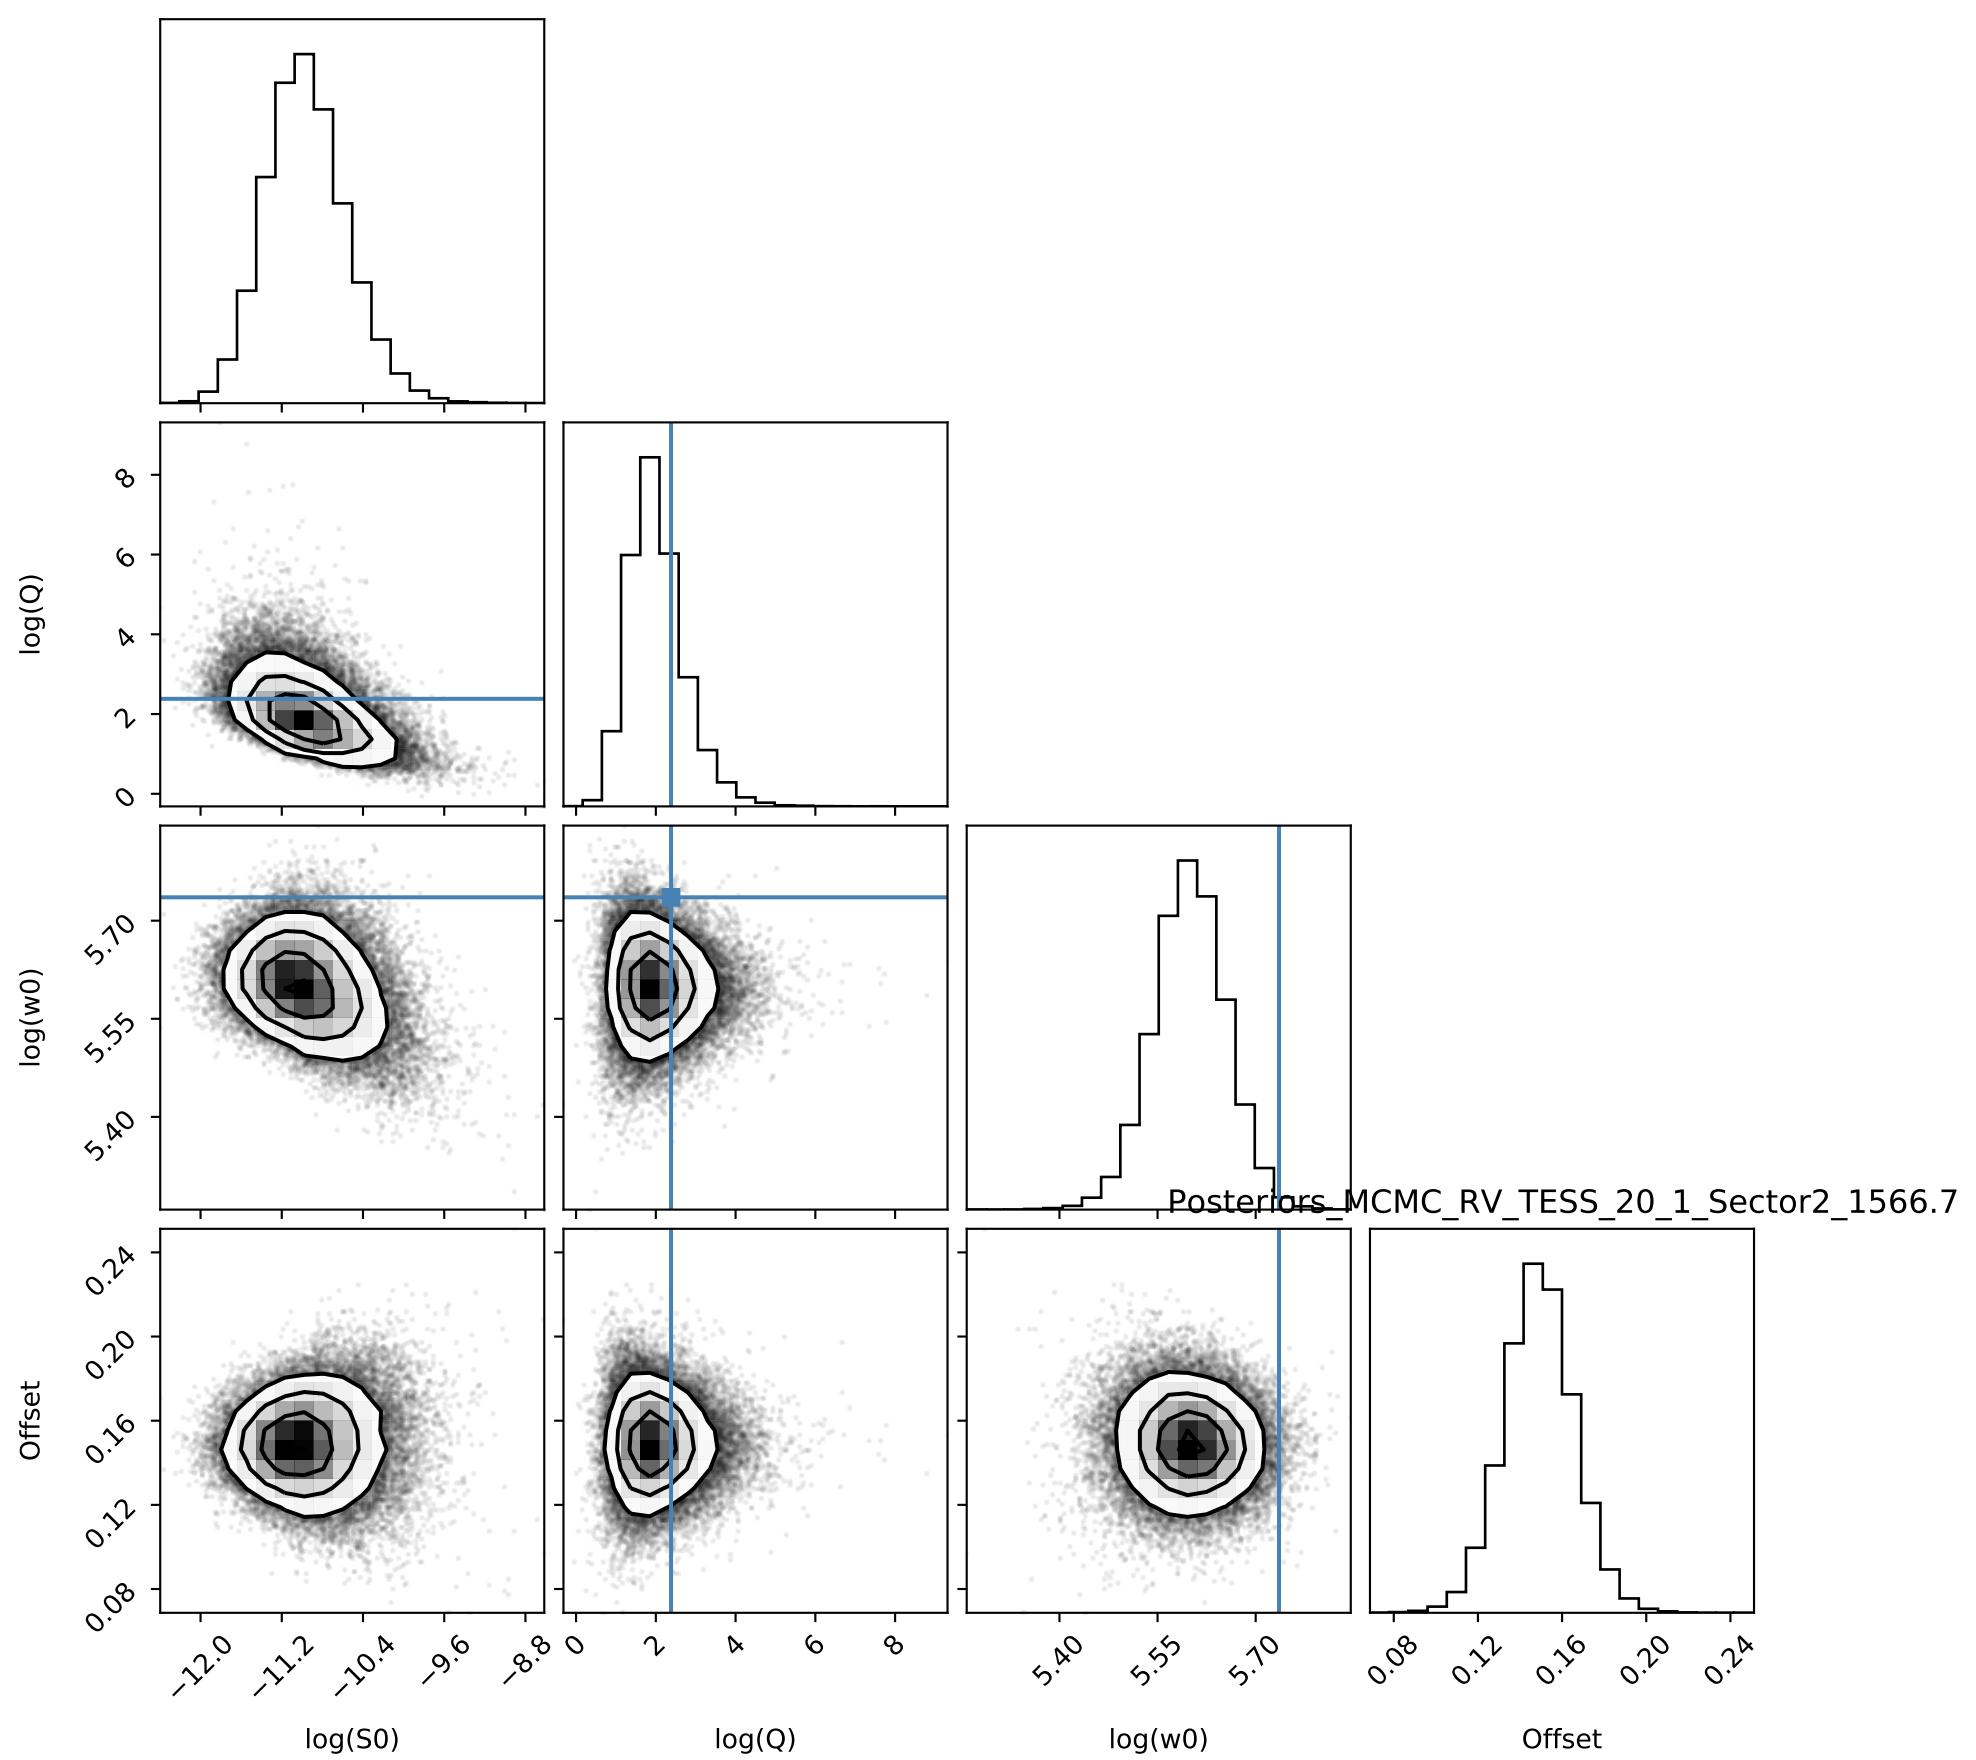 8
6
4
2
0
log(Q)
5.70
5.55
5.40
log(w0)
Posteriors_MCMC_RV_TESS_20_1_Sector2_1566.7
0.24
0.20
0.16
0.12
0.08
Offset
−12.0 −11.2 −10.4 −9.6 −8.8 0 2 4 6 8 5.40 5.55 5.70 0.08 0.12 0.16 0.20 0.24
log(S0) log(Q) log(w0) Offset